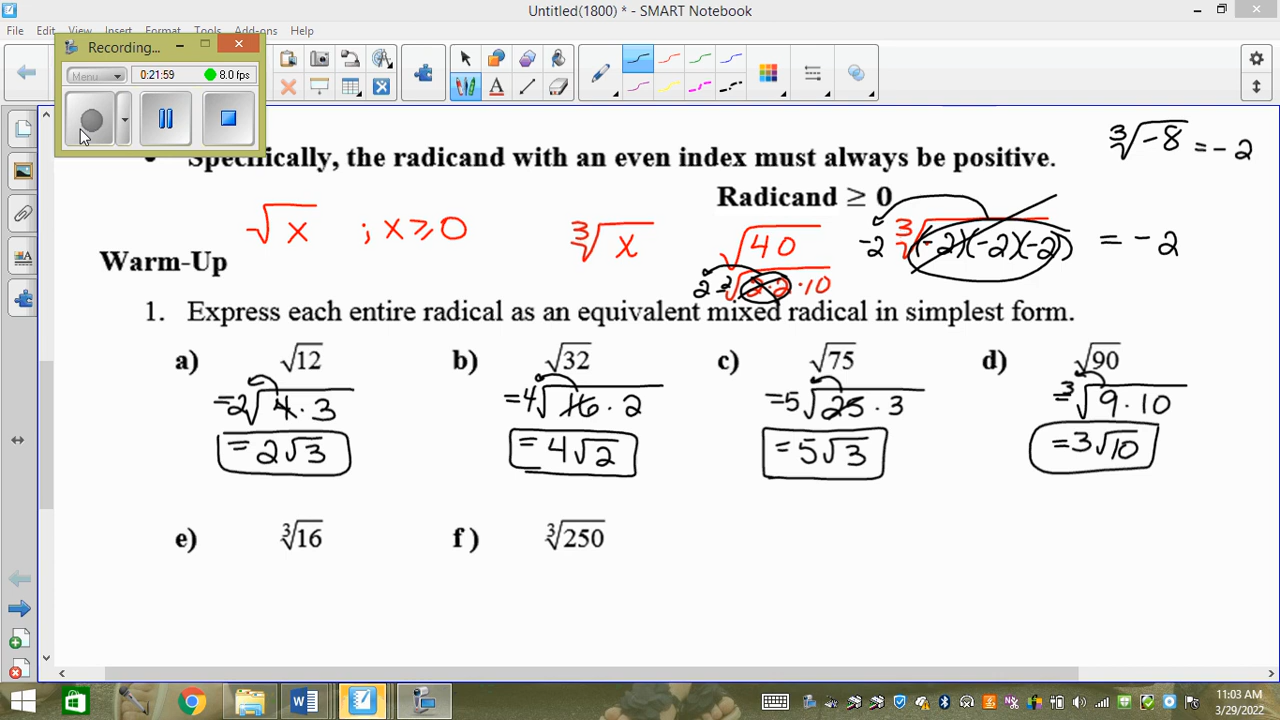 Untitled(1800) * - SMART Notebook
File Edit View Insert Format Tools Add-ons Help
Recording...
Menu 0:21:59 8.0 fps
Specifically, the radicand with an even index must always be positive.
∛-8 = -2
Radicand ≥ 0
√x ; x ≥ 0 ∛x √40 -2 ∛(-2)(-2)(-2) = -2
2 √2·2·10
Warm-Up
1. Express each entire radical as an equivalent mixed radical in simplest form.
a) √12 b) √32 c) √75 d) √90
=2√4·3 =4√16·2 =5√25·3 =3√9·10
=2√3 =4√2 =5√3 =3√10
e) ∛16 f) ∛250
11:03 AM
3/29/2022